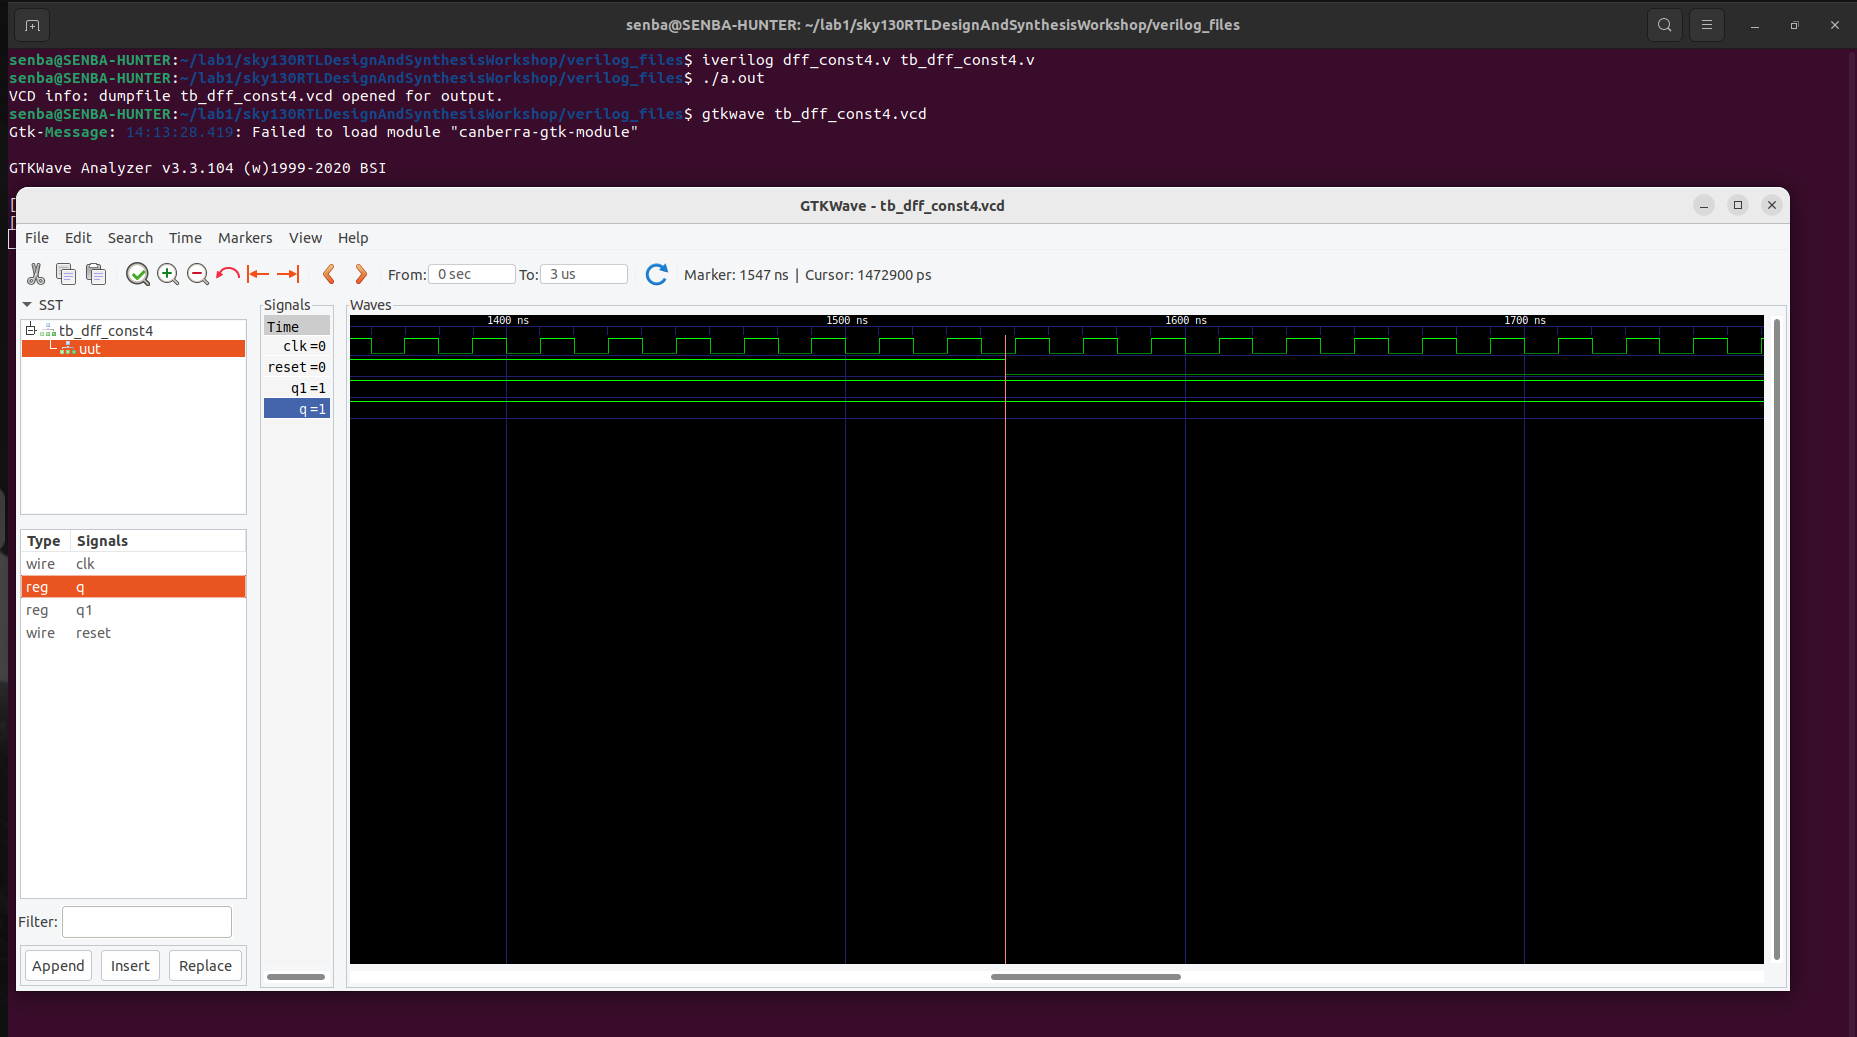 senba@SENBA-HUNTER: ~/lab1/sky130RTLDesignAndSynthesisWorkshop/verilog_files
senba@SENBA-HUNTER:~/lab1/sky130RTLDesignAndSynthesisWorkshop/verilog_files$ iverilog dff_const4.v tb_dff_const4.v
senba@SENBA-HUNTER:~/lab1/sky130RTLDesignAndSynthesisWorkshop/verilog_files$ ./a.out
VCD info: dumpfile tb_dff_const4.vcd opened for output.
senba@SENBA-HUNTER:~/lab1/sky130RTLDesignAndSynthesisWorkshop/verilog_files$ gtkwave tb_dff_const4.vcd
Gtk-Message: 14:13:28.419: Failed to load module "canberra-gtk-module"
GTKWave Analyzer v3.3.104 (w)1999-2020 BSI
[
[
GTKWave - tb_dff_const4.vcd
File Edit Search Time Markers View Help
From: 0 sec To: 3 us Marker: 1547 ns | Cursor: 1472900 ps
SST
tb_dff_const4
uut
Type Signals
wire clk
reg q
reg q1
wire reset
Filter:
Append Insert Replace
Signals
Time
clk =0
reset =0
q1 =1
q =1
Waves
1400 ns 1500 ns 1600 ns 1700 ns